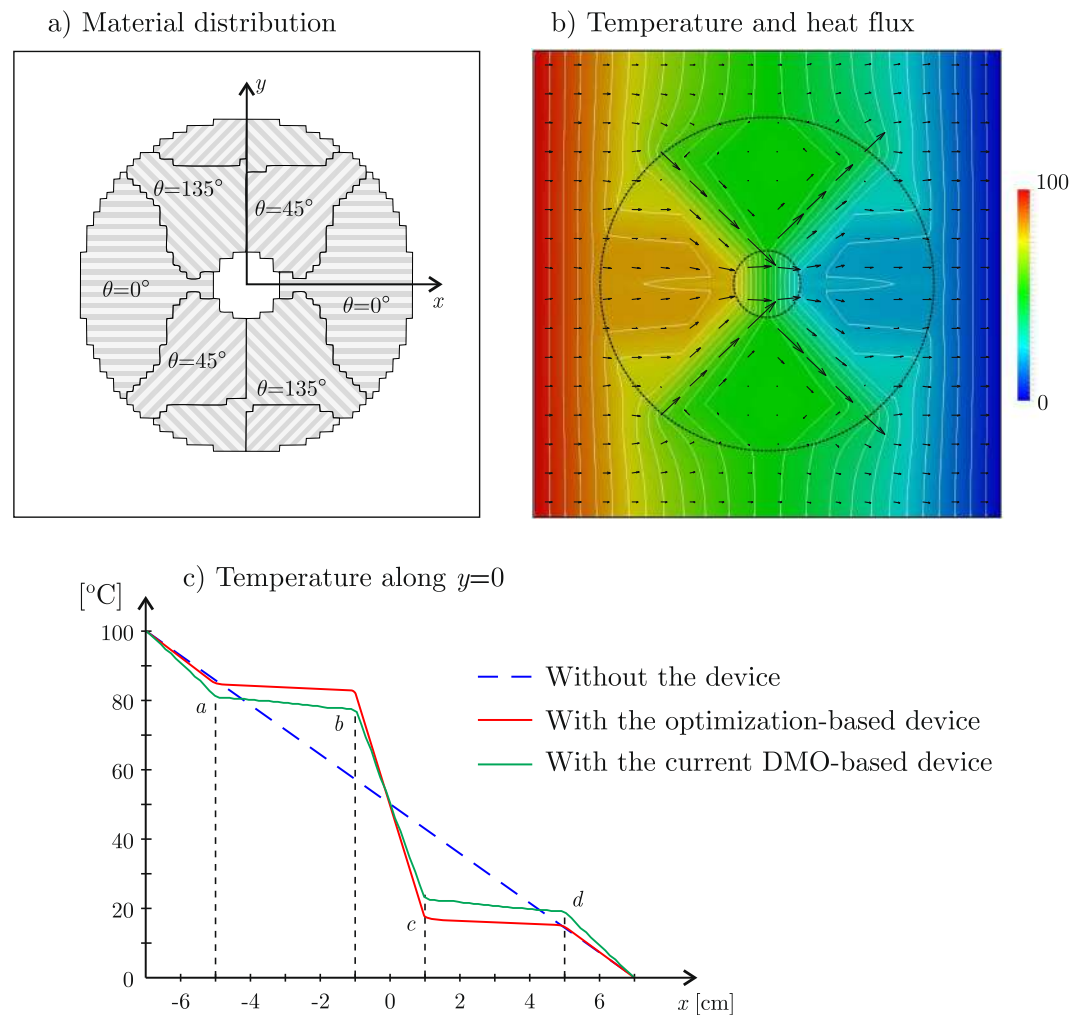 a) Material distribution
b) Temperature and heat flux
y
θ=135°
θ=45°
θ=0°
θ=0°
x
θ=45°
θ=135°
100
0
c) Temperature along y=0
[°C]
100
80
60
40
20
0
a
b
c
d
Without the device
With the optimization-based device
With the current DMO-based device
-6 -4 -2 0 2 4 6 x [cm]